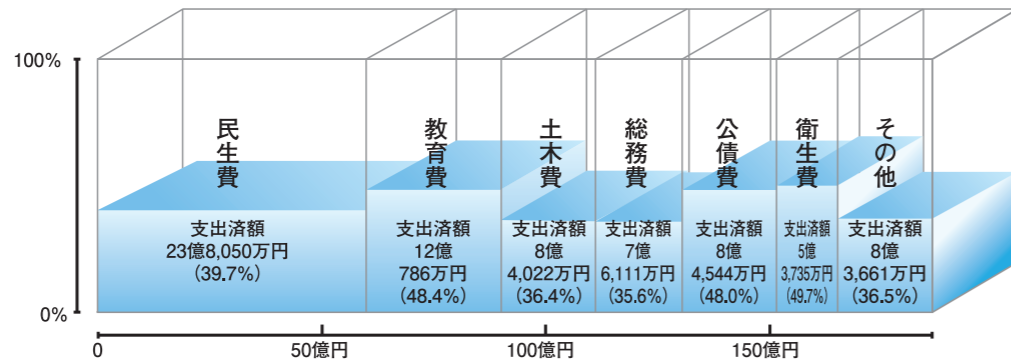 100%
0%
民生費
支出済額
23億8,050万円
(39.7%)
教育費
支出済額
12億
786万円
(48.4%)
土木費
支出済額
8億
4,022万円
(36.4%)
総務費
支出済額
7億
6,111万円
(35.6%)
公債費
支出済額
8億
4,544万円
(48.0%)
衛生費
支出済額
5億
3,735万円
(49.7%)
その他
支出済額
8億
3,661万円
(36.5%)
0
50億円
100億円
150億円